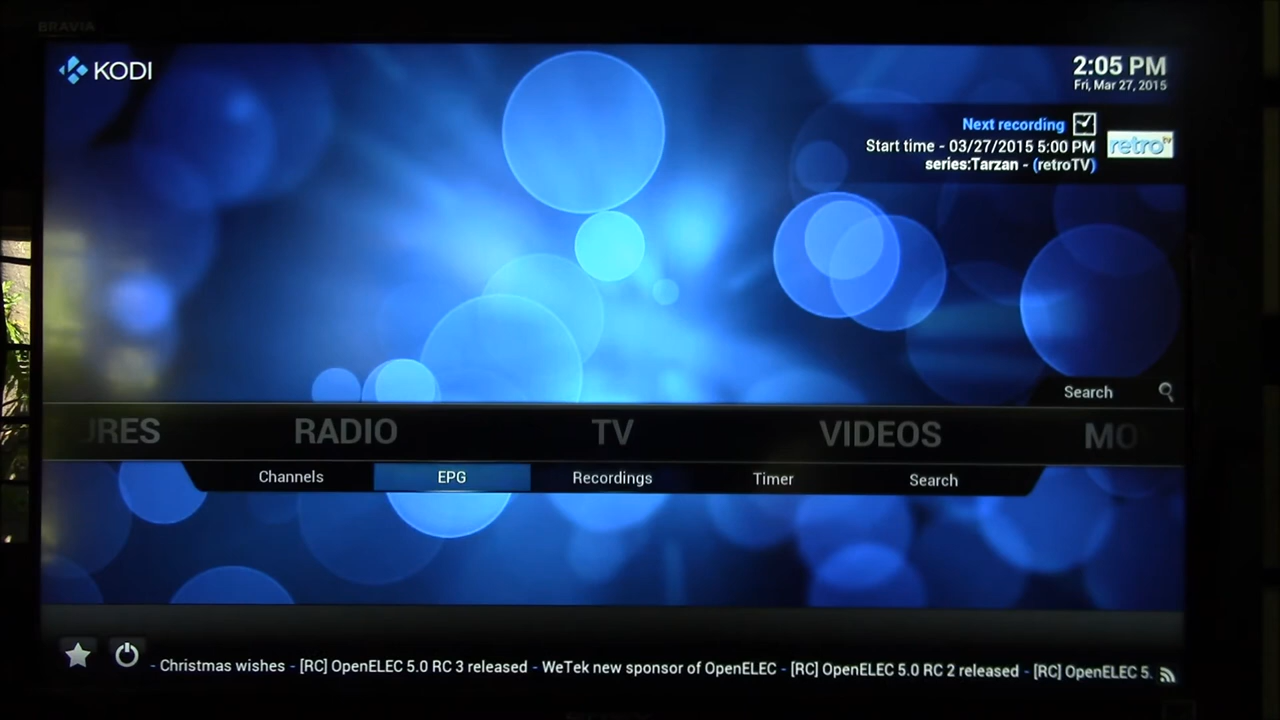 BRAVIA
KODI
2:05 PM
Fri, Mar 27, 2015
Next recording
Start time - 03/27/2015 5:00 PM
series:Tarzan - (retroTV)
retro tv
Search
URES RADIO TV VIDEOS MO
Channels EPG Recordings Timer Search
- Christmas wishes - [RC] OpenELEC 5.0 RC 3 released - WeTek new sponsor of OpenELEC - [RC] OpenELEC 5.0 RC 2 released - [RC] OpenELEC 5.